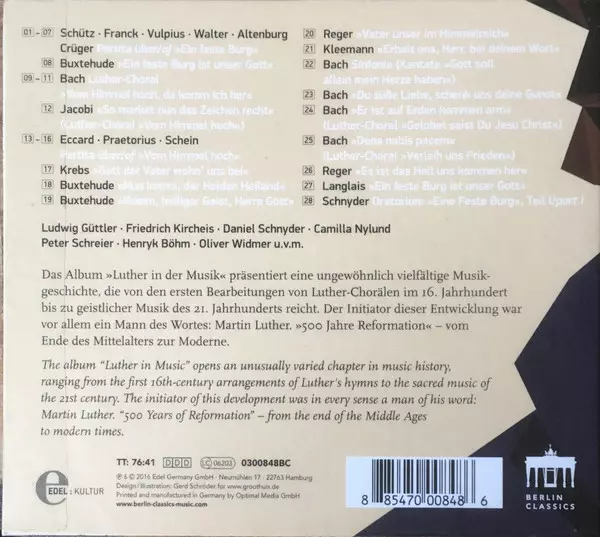 01 - 07 Schütz · Franck · Vulpius · Walter · Altenburg
Crüger Partita über/of »Ein feste Burg«
08 Buxtehude »Ein feste Burg ist unser Gott«
09 - 11 Bach Luther-Choral
»Vom Himmel hoch, da komm ich her«
12 Jacobi »So merket nun das Zeichen recht«
(Luther-Choral »Vom Himmel hoch«)
13 - 16 Eccard · Praetorius · Schein
Partita über/of »Vom Himmel hoch«
17 Krebs »Gott der Vater wohn' uns bei«
18 Buxtehude »Nun komm, der Heiden Heiland«
19 Buxtehude »Komm, heiliger Geist, Herre Gott«
20 Reger »Vater unser im Himmelreich«
21 Kleemann »Erhalt uns, Herr, bei deinem Wort«
22 Bach Sinfonia (Kantate »Gott soll
allein mein Herze haben«)
23 Bach »Du süße Liebe, schenk uns deine Gunst«
24 Bach »Er ist auf Erden kommen arm«
(Luther-Choral »Gelobet seist Du Jesu Christ«)
25 Bach »Dona nobis pacem«
(Luther-Choral »Verleih uns Frieden«)
26 Reger »Es ist das Heil uns kommen her«
27 Langlais »Ein feste Burg ist unser Gott«
28 Schnyder Oratorium: »Eine Feste Burg«, Teil I/part I
Ludwig Güttler · Friedrich Kircheis · Daniel Schnyder · Camilla Nylund
Peter Schreier · Henryk Böhm · Oliver Widmer u.v.m.
Das Album »Luther in der Musik« präsentiert eine ungewöhnlich vielfältige Musik-
geschichte, die von den ersten Bearbeitungen von Luther-Chorälen im 16. Jahrhundert
bis zu geistlicher Musik des 21. Jahrhunderts reicht. Der Initiator dieser Entwicklung war
vor allem ein Mann des Wortes: Martin Luther. »500 Jahre Reformation« – vom
Ende des Mittelalters zur Moderne.
The album "Luther in Music" opens an unusually varied chapter in music history,
ranging from the first 16th-century arrangements of Luther's hymns to the sacred music of
the 21st century. The initiator of this development was in every sense a man of his word:
Martin Luther. "500 Years of Reformation" – from the end of the Middle Ages
to modern times.
TT: 76:41 DDD LC 06203 0300848BC
℗ & © 2016 Edel Germany GmbH · Neumühlen 17 · 22763 Hamburg
Design/Illustration: Gerd Schröder for www.groothuis.de
Printed and manufactured in Germany by Optimal Media GmbH
www.berlin-classics-music.com
EDEL:KULTUR
8 85470 00848 6
BERLIN
CLASSICS